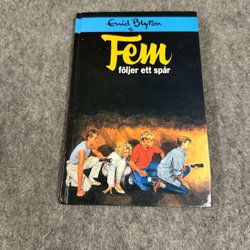 Enid Blyton
Fem
följer ett spår